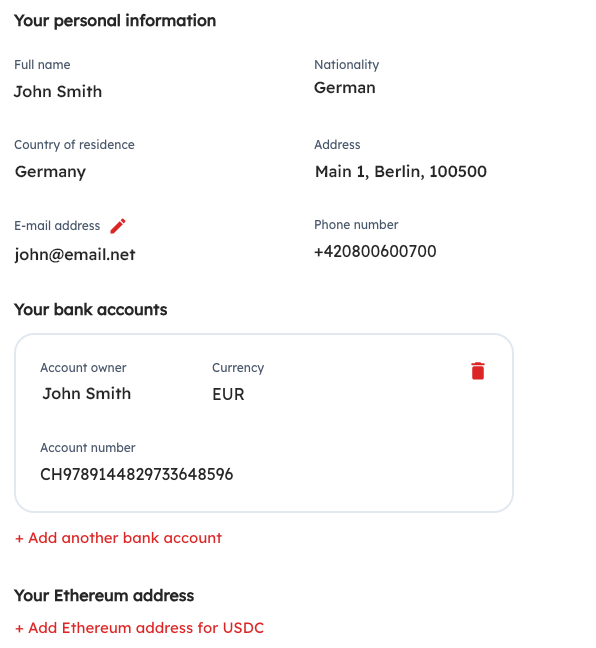 Your personal information
Full name
Nationality
John Smith
German
Country of residence
Address
Germany
Main 1, Berlin, 100500
E-mail address
Phone number
john@email.net
+420800600700
Your bank accounts
Account owner
Currency
John Smith
EUR
Account number
CH9789144829733648596
+ Add another bank account
Your Ethereum address
+ Add Ethereum address for USDC